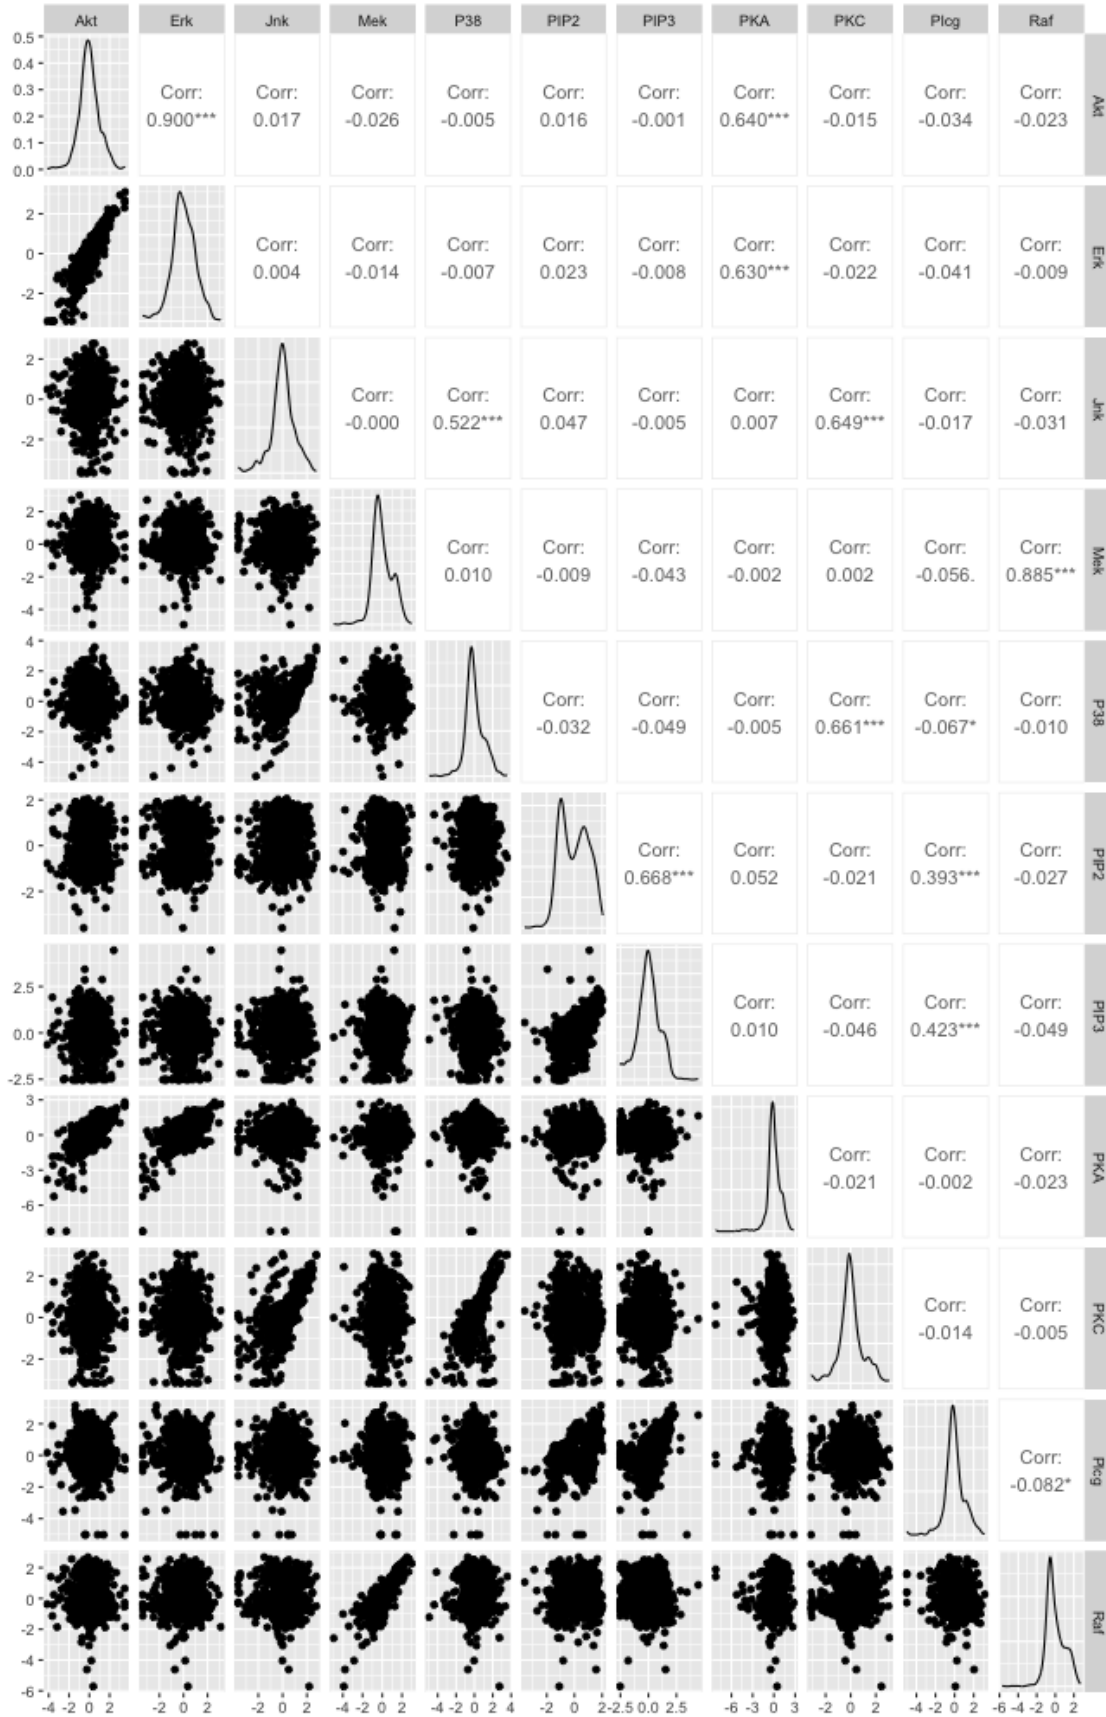 Akt Erk Jnk Mek P38 PIP2 PIP3 PKA PKC Plcg Raf
0.5
0.4
0.3
0.2
0.1
0.0
Corr: Corr: Corr: Corr: Corr: Corr: Corr: Corr: Corr: Corr:
0.900*** 0.017 -0.026 -0.005 0.016 -0.001 0.640*** -0.015 -0.034 -0.023
Akt
2
0
-2
Corr: Corr: Corr: Corr: Corr: Corr: Corr: Corr: Corr:
0.004 -0.014 -0.007 0.023 -0.008 0.630*** -0.022 -0.041 -0.009
Erk
2
0
-2
Corr: Corr: Corr: Corr: Corr: Corr: Corr: Corr:
-0.000 0.522*** 0.047 -0.005 0.007 0.649*** -0.017 -0.031
Jnk
2
0
-2
-4
Corr: Corr: Corr: Corr: Corr: Corr: Corr:
0.010 -0.009 -0.043 -0.002 0.002 -0.056. 0.885***
Mek
4
2
0
-2
-4
Corr: Corr: Corr: Corr: Corr: Corr:
-0.032 -0.049 -0.005 0.661*** -0.067* -0.010
P38
2
0
-2
Corr: Corr: Corr: Corr: Corr:
0.668*** 0.052 -0.021 0.393*** -0.027
PIP2
2.5
0.0
-2.5
Corr: Corr: Corr: Corr:
0.010 -0.046 0.423*** -0.049
PIP3
3
0
-3
-6
Corr: Corr: Corr:
-0.021 -0.002 -0.023
PKA
2
0
-2
Corr: Corr:
-0.014 -0.005
PKC
2
0
-2
-4
Corr:
-0.082*
Plcg
2
0
-2
-4
-6
Raf
-4 -2 0 2 -2 0 2 -2 0 2 -4 -2 0 2 -4 -2 0 2 4 -2 0 2 -2.5 0.0 2.5 -6 -3 0 3 -2 0 2 -4 -2 0 2 -6 -4 -2 0 2